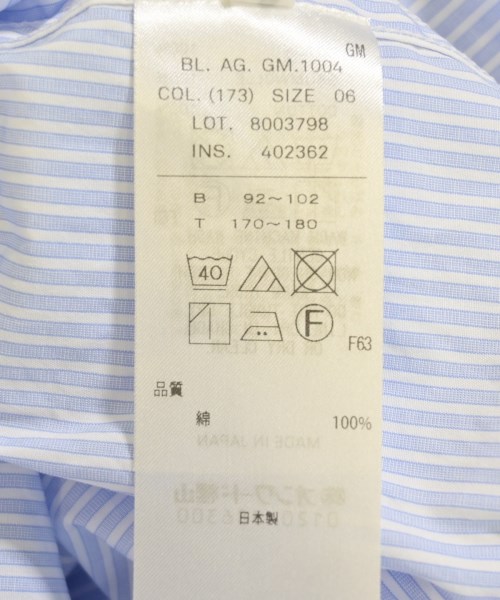 GM
BL. AG. GM.1004
COL. (173) SIZE 06
LOT. 8003798
INS. 402362
B 92～102
T 170～180
40
F
F63
品質
綿 100%
日本製